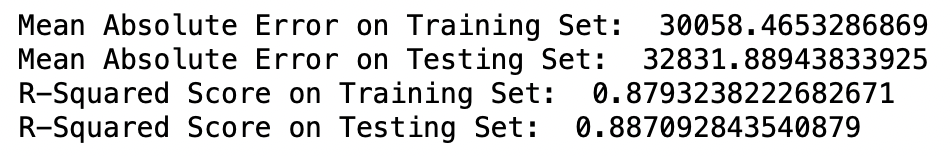 Mean Absolute Error on Training Set:  30058.4653286869
Mean Absolute Error on Testing Set:  32831.88943833925
R-Squared Score on Training Set:  0.8793238222682671
R-Squared Score on Testing Set:  0.887092843540879